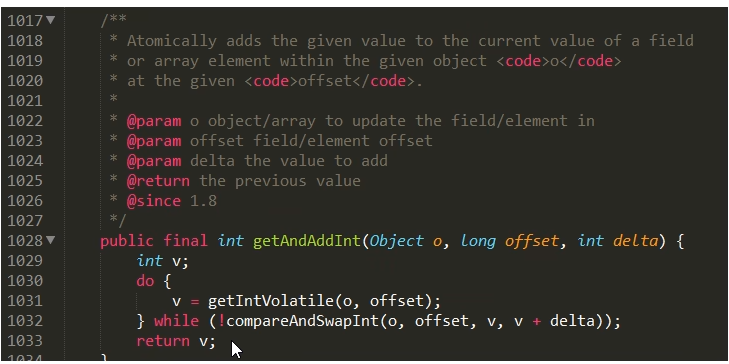 1017 /**
1018 * Atomically adds the given value to the current value of a field
1019 * or array element within the given object <code>o</code>
1020 * at the given <code>offset</code>.
1021 *
1022 * @param o object/array to update the field/element in
1023 * @param offset field/element offset
1024 * @param delta the value to add
1025 * @return the previous value
1026 * @since 1.8
1027 */
1028 public final int getAndAddInt(Object o, long offset, int delta) {
1029 int v;
1030 do {
1031 v = getIntVolatile(o, offset);
1032 } while (!compareAndSwapInt(o, offset, v, v + delta));
1033 return v;
1034 }